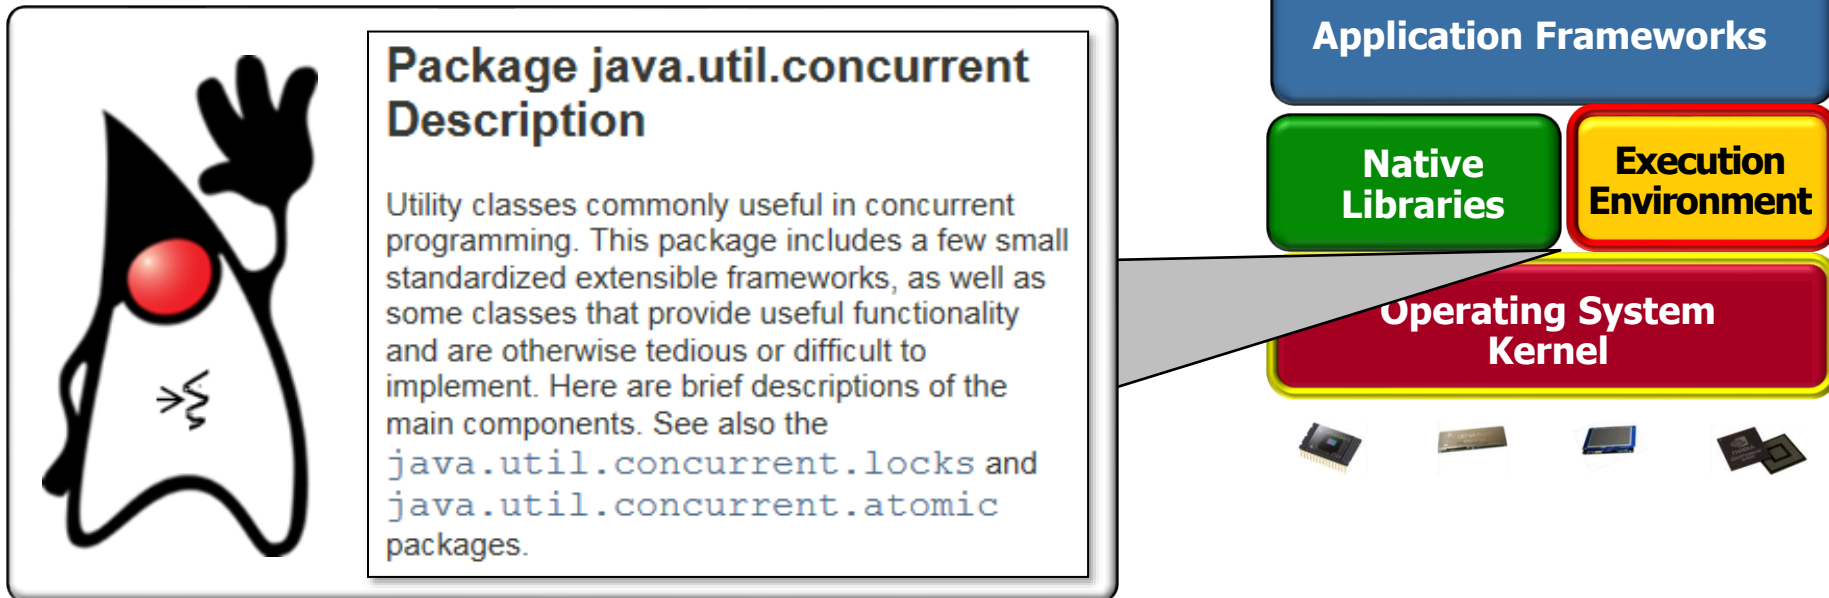 Package java.util.concurrent
Description
Utility classes commonly useful in concurrent
programming. This package includes a few small
standardized extensible frameworks, as well as
some classes that provide useful functionality
and are otherwise tedious or difficult to
implement. Here are brief descriptions of the
main components. See also the
java.util.concurrent.locks and
java.util.concurrent.atomic
packages.
Application Frameworks
Native
Libraries
Execution
Environment
Operating System
Kernel